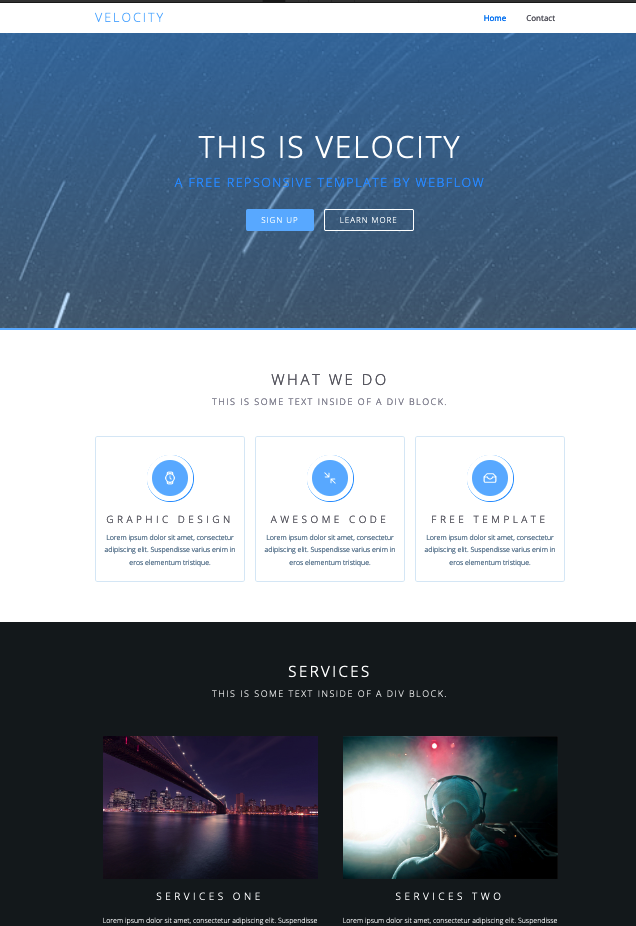 VELOCITY
Home Contact
THIS IS VELOCITY
A FREE REPSONSIVE TEMPLATE BY WEBFLOW
SIGN UP LEARN MORE
WHAT WE DO
THIS IS SOME TEXT INSIDE OF A DIV BLOCK.
GRAPHIC DESIGN
Lorem ipsum dolor sit amet, consectetur
adipiscing elit. Suspendisse varius enim in
eros elementum tristique.
AWESOME CODE
Lorem ipsum dolor sit amet, consectetur
adipiscing elit. Suspendisse varius enim in
eros elementum tristique.
FREE TEMPLATE
Lorem ipsum dolor sit amet, consectetur
adipiscing elit. Suspendisse varius enim in
eros elementum tristique.
SERVICES
THIS IS SOME TEXT INSIDE OF A DIV BLOCK.
SERVICES ONE
Lorem ipsum dolor sit amet, consectetur adipiscing elit. Suspendisse
SERVICES TWO
Lorem ipsum dolor sit amet, consectetur adipiscing elit. Suspendisse